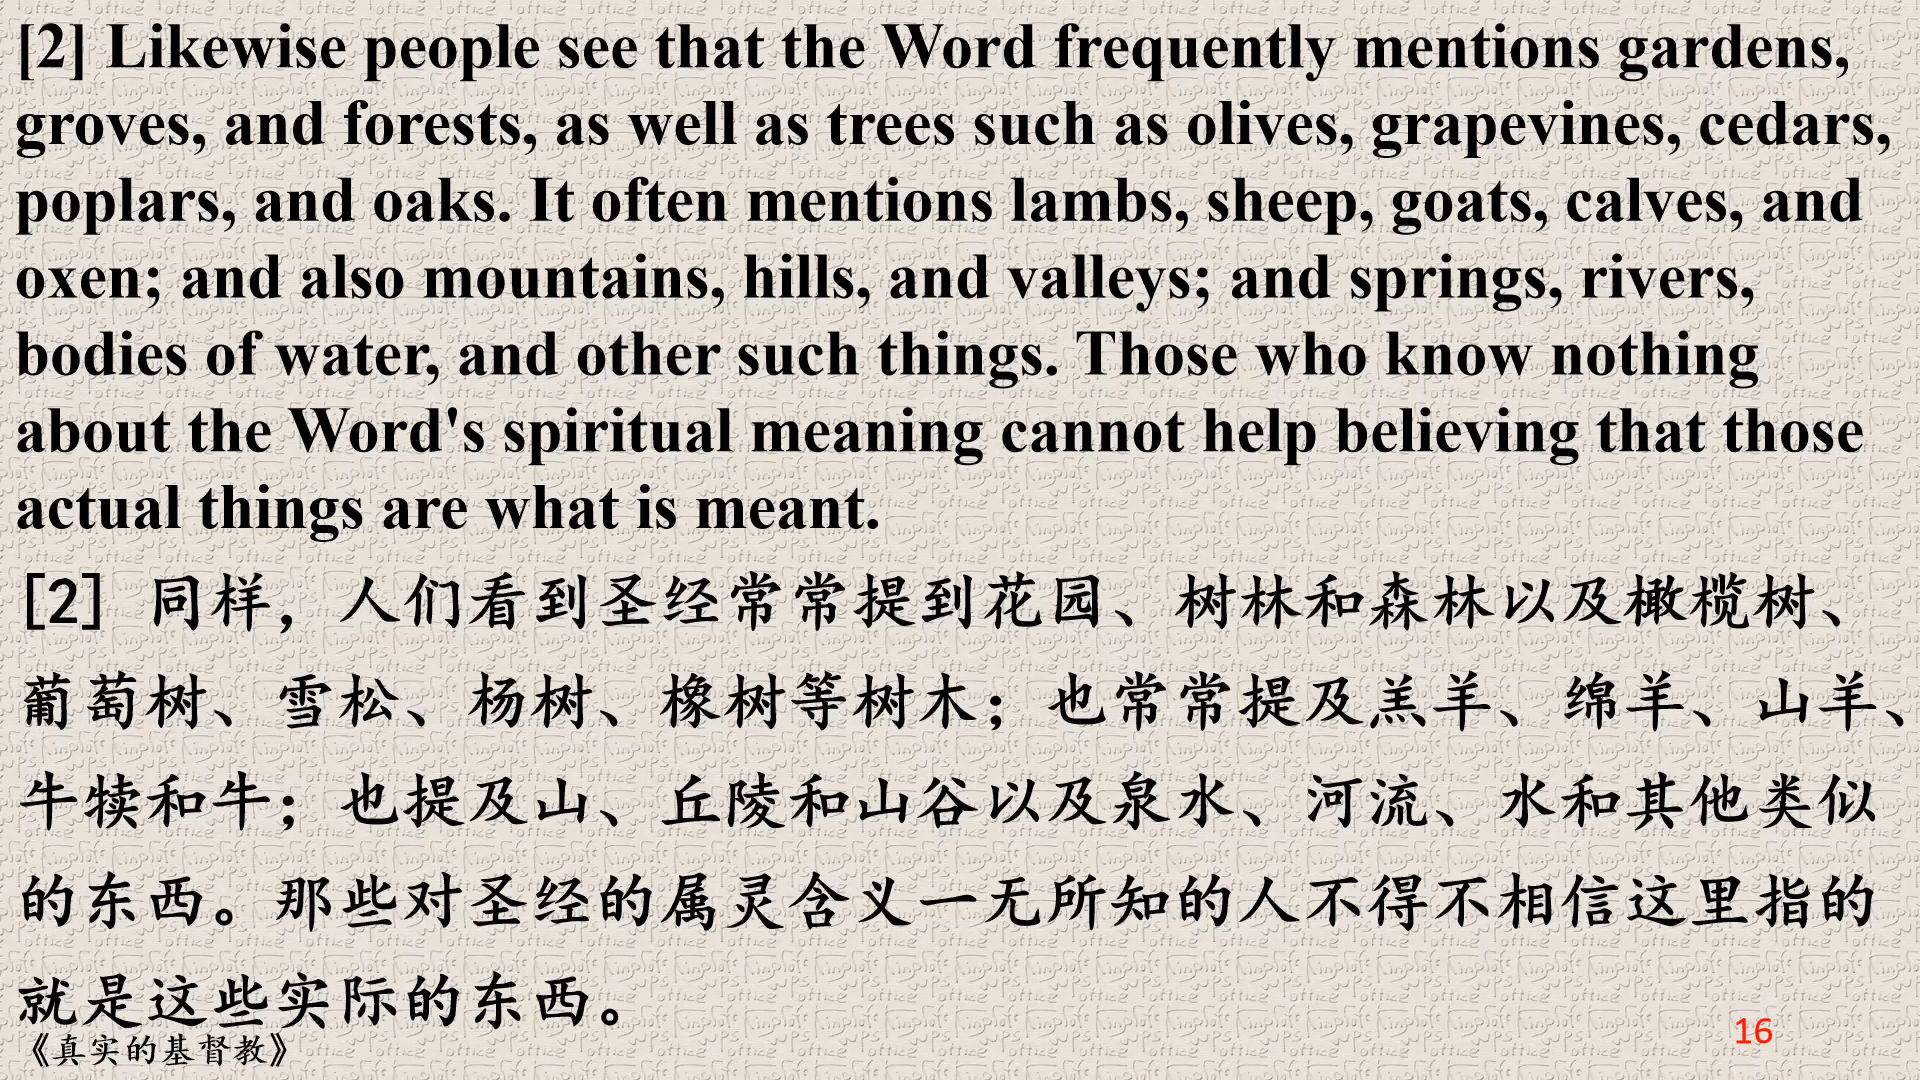 [2] Likewise people see that the Word frequently mentions gardens,
groves, and forests, as well as trees such as olives, grapevines, cedars,
poplars, and oaks. It often mentions lambs, sheep, goats, calves, and
oxen; and also mountains, hills, and valleys; and springs, rivers,
bodies of water, and other such things. Those who know nothing
about the Word's spiritual meaning cannot help believing that those
actual things are what is meant.
[2] 同样，人们看到圣经常常提到花园、树林和森林以及橄榄树、
葡萄树、雪松、杨树、橡树等树木；也常常提及羔羊、绵羊、山羊、
牛犊和牛；也提及山、丘陵和山谷以及泉水、河流、水和其他类似
的东西。那些对圣经的属灵含义一无所知的人不得不相信这里指的
就是这些实际的东西。
《真实的基督教》
16